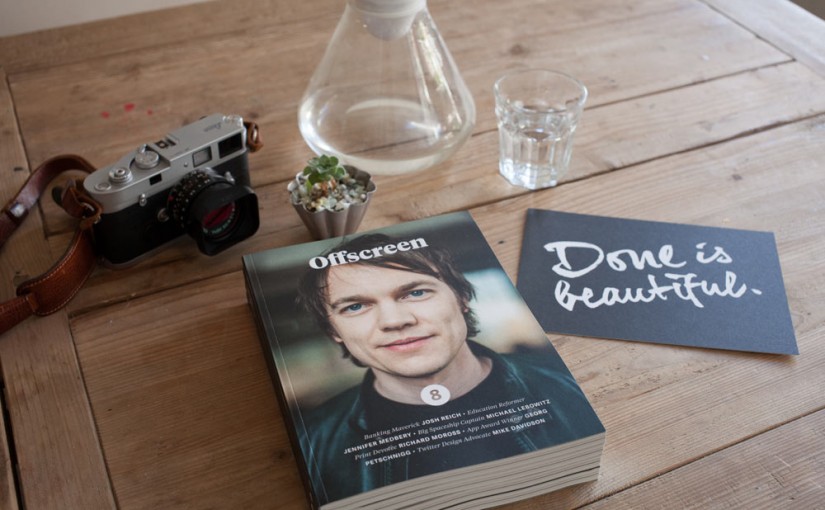 Offscreen
8
Banking Maverick JOSH REICH • Education Reformer
JENNIFER MEDBERY • Big Spaceship Captain MICHAEL LEBOWITZ
Print Devotée RICHARD MOROSS • App Award Winner GEORG
PETSCHNIGG • Twitter Design Advocate MIKE DAVIDSON
Done is
beautiful.